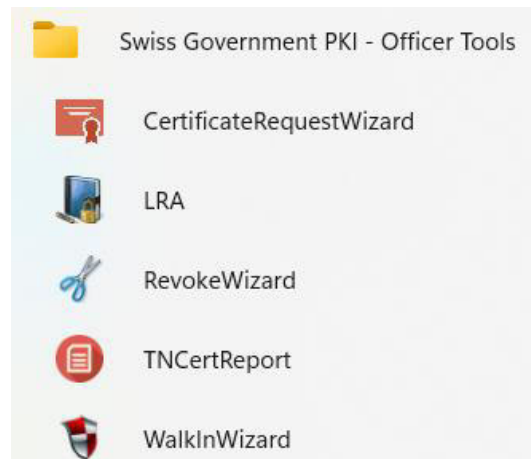 Swiss Government PKI - Officer Tools
CertificateRequestWizard
LRA
RevokeWizard
TNCertReport
WalkInWizard